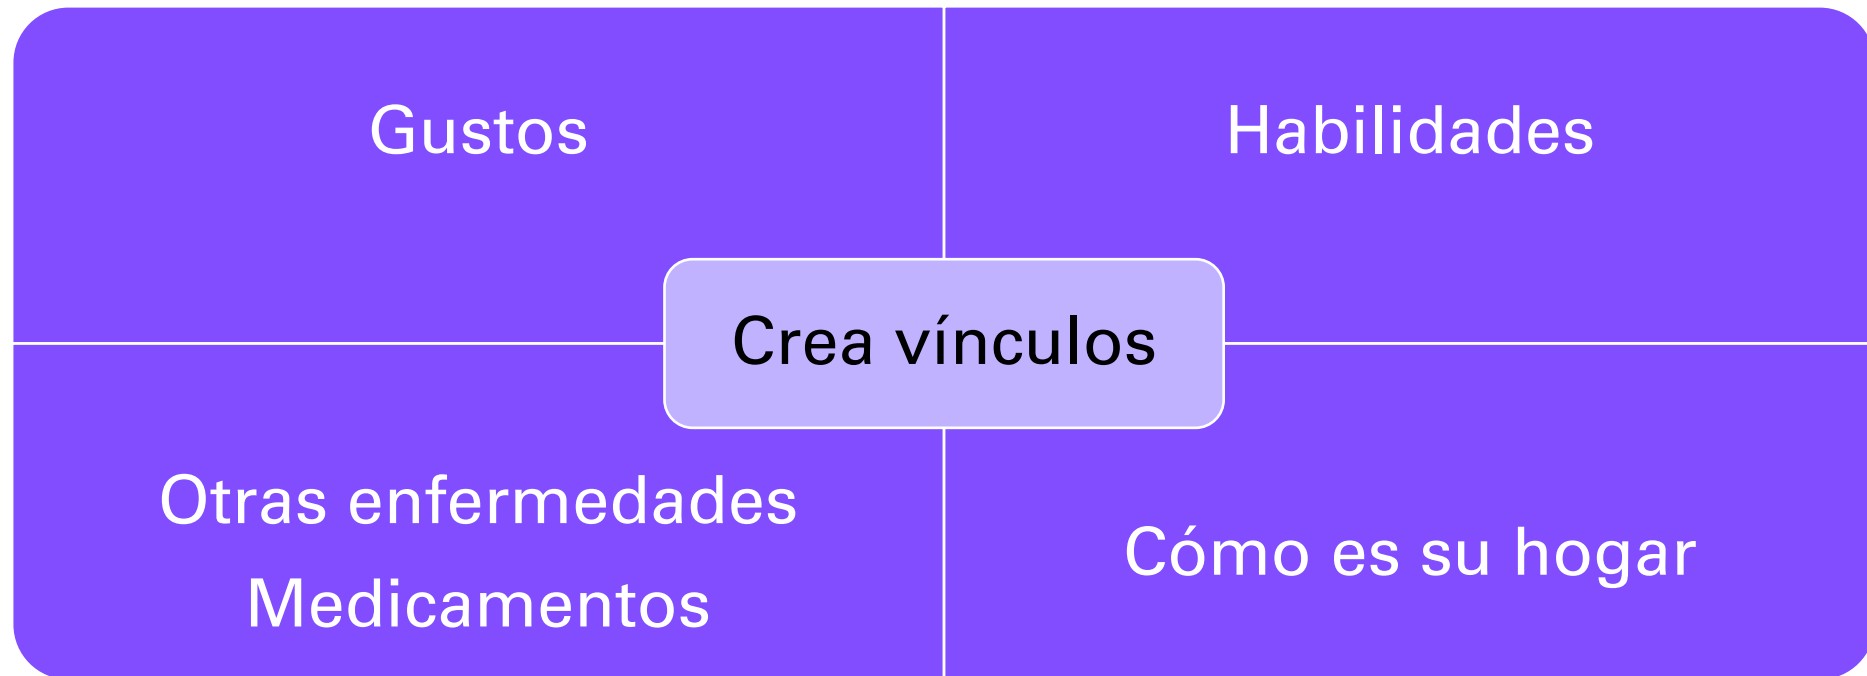 Gustos
Habilidades
Crea vínculos
Otras enfermedades
Medicamentos
Cómo es su hogar